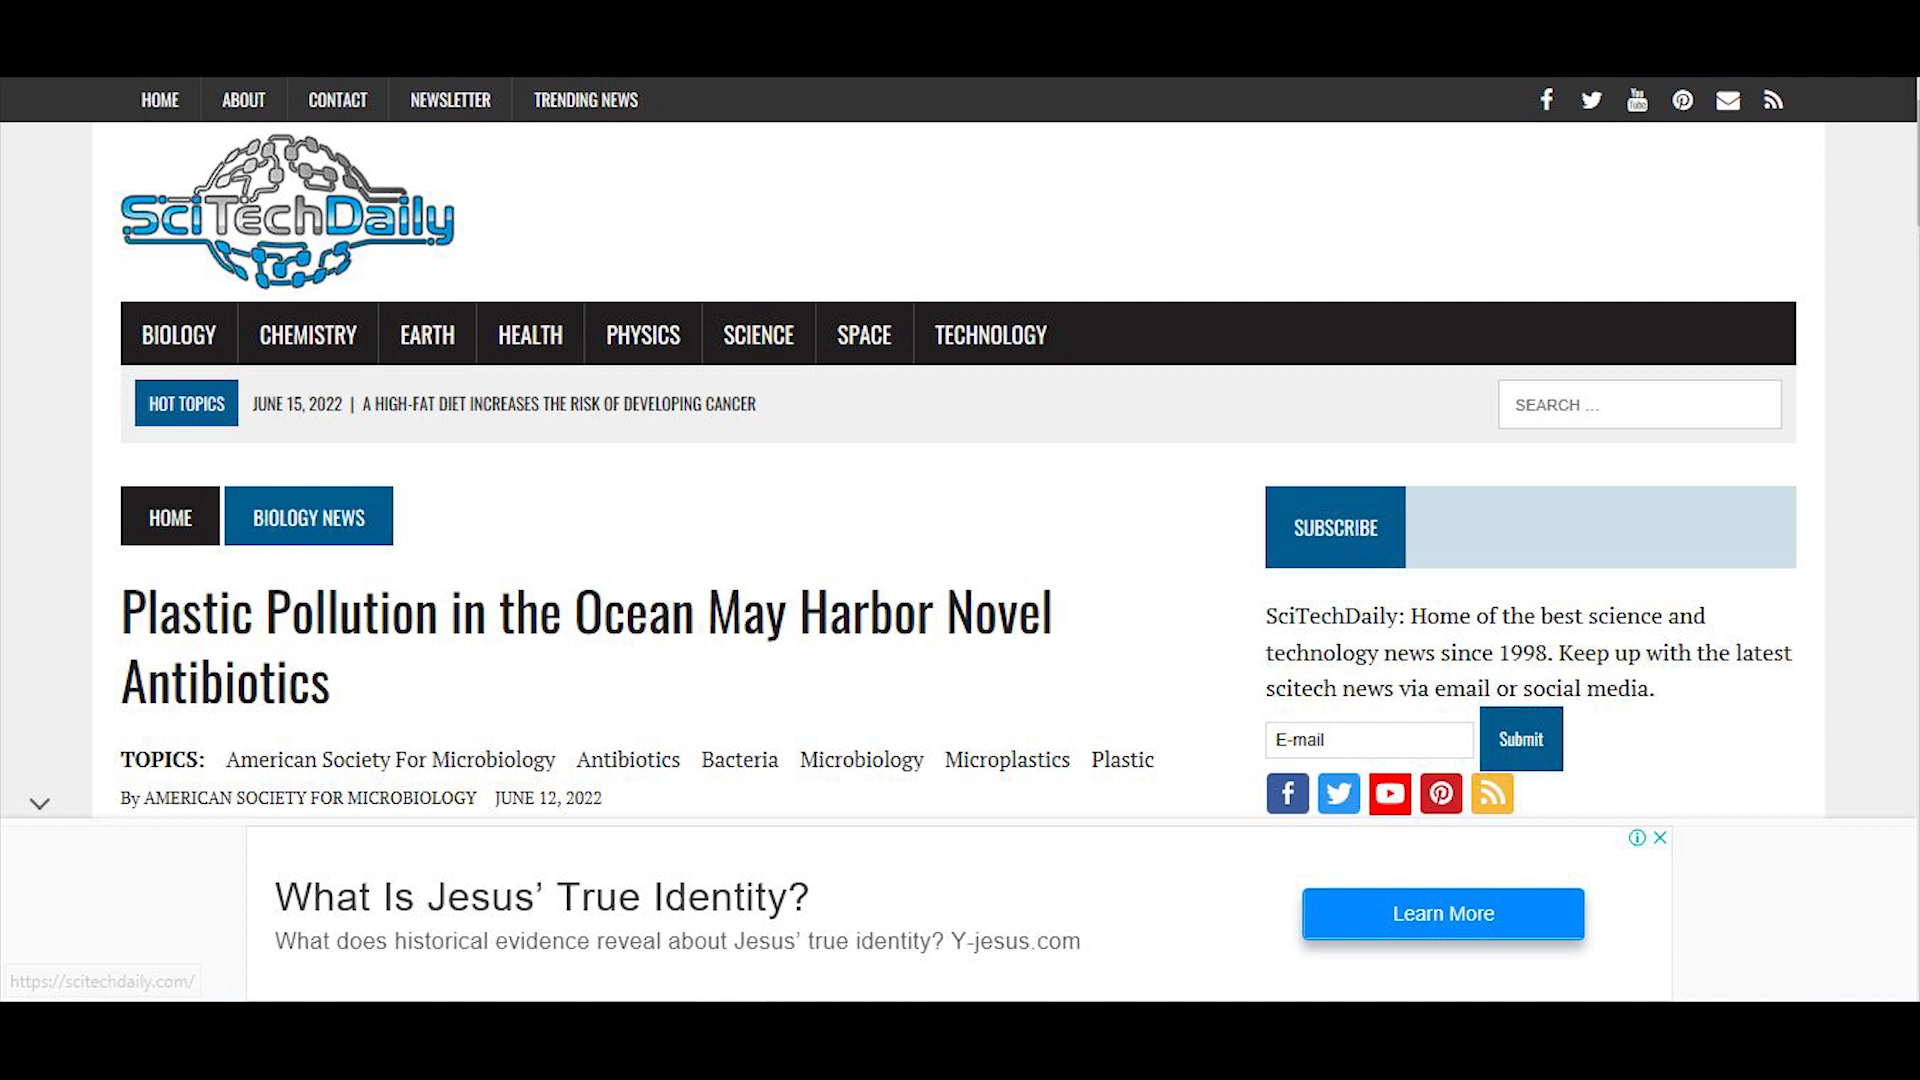 HOME ABOUT CONTACT NEWSLETTER TRENDING NEWS
You Tube
SciTechDaily
BIOLOGY CHEMISTRY EARTH HEALTH PHYSICS SCIENCE SPACE TECHNOLOGY
HOT TOPICS JUNE 15, 2022 | A HIGH-FAT DIET INCREASES THE RISK OF DEVELOPING CANCER SEARCH ...
HOME BIOLOGY NEWS
Plastic Pollution in the Ocean May Harbor Novel
Antibiotics
TOPICS: American Society For Microbiology Antibiotics Bacteria Microbiology Microplastics Plastic
By AMERICAN SOCIETY FOR MICROBIOLOGY JUNE 12, 2022
SUBSCRIBE
SciTechDaily: Home of the best science and
technology news since 1998. Keep up with the latest
scitech news via email or social media.
E-mail Submit
What Is Jesus’ True Identity?
What does historical evidence reveal about Jesus’ true identity? Y-jesus.com
Learn More
https://scitechdaily.com/